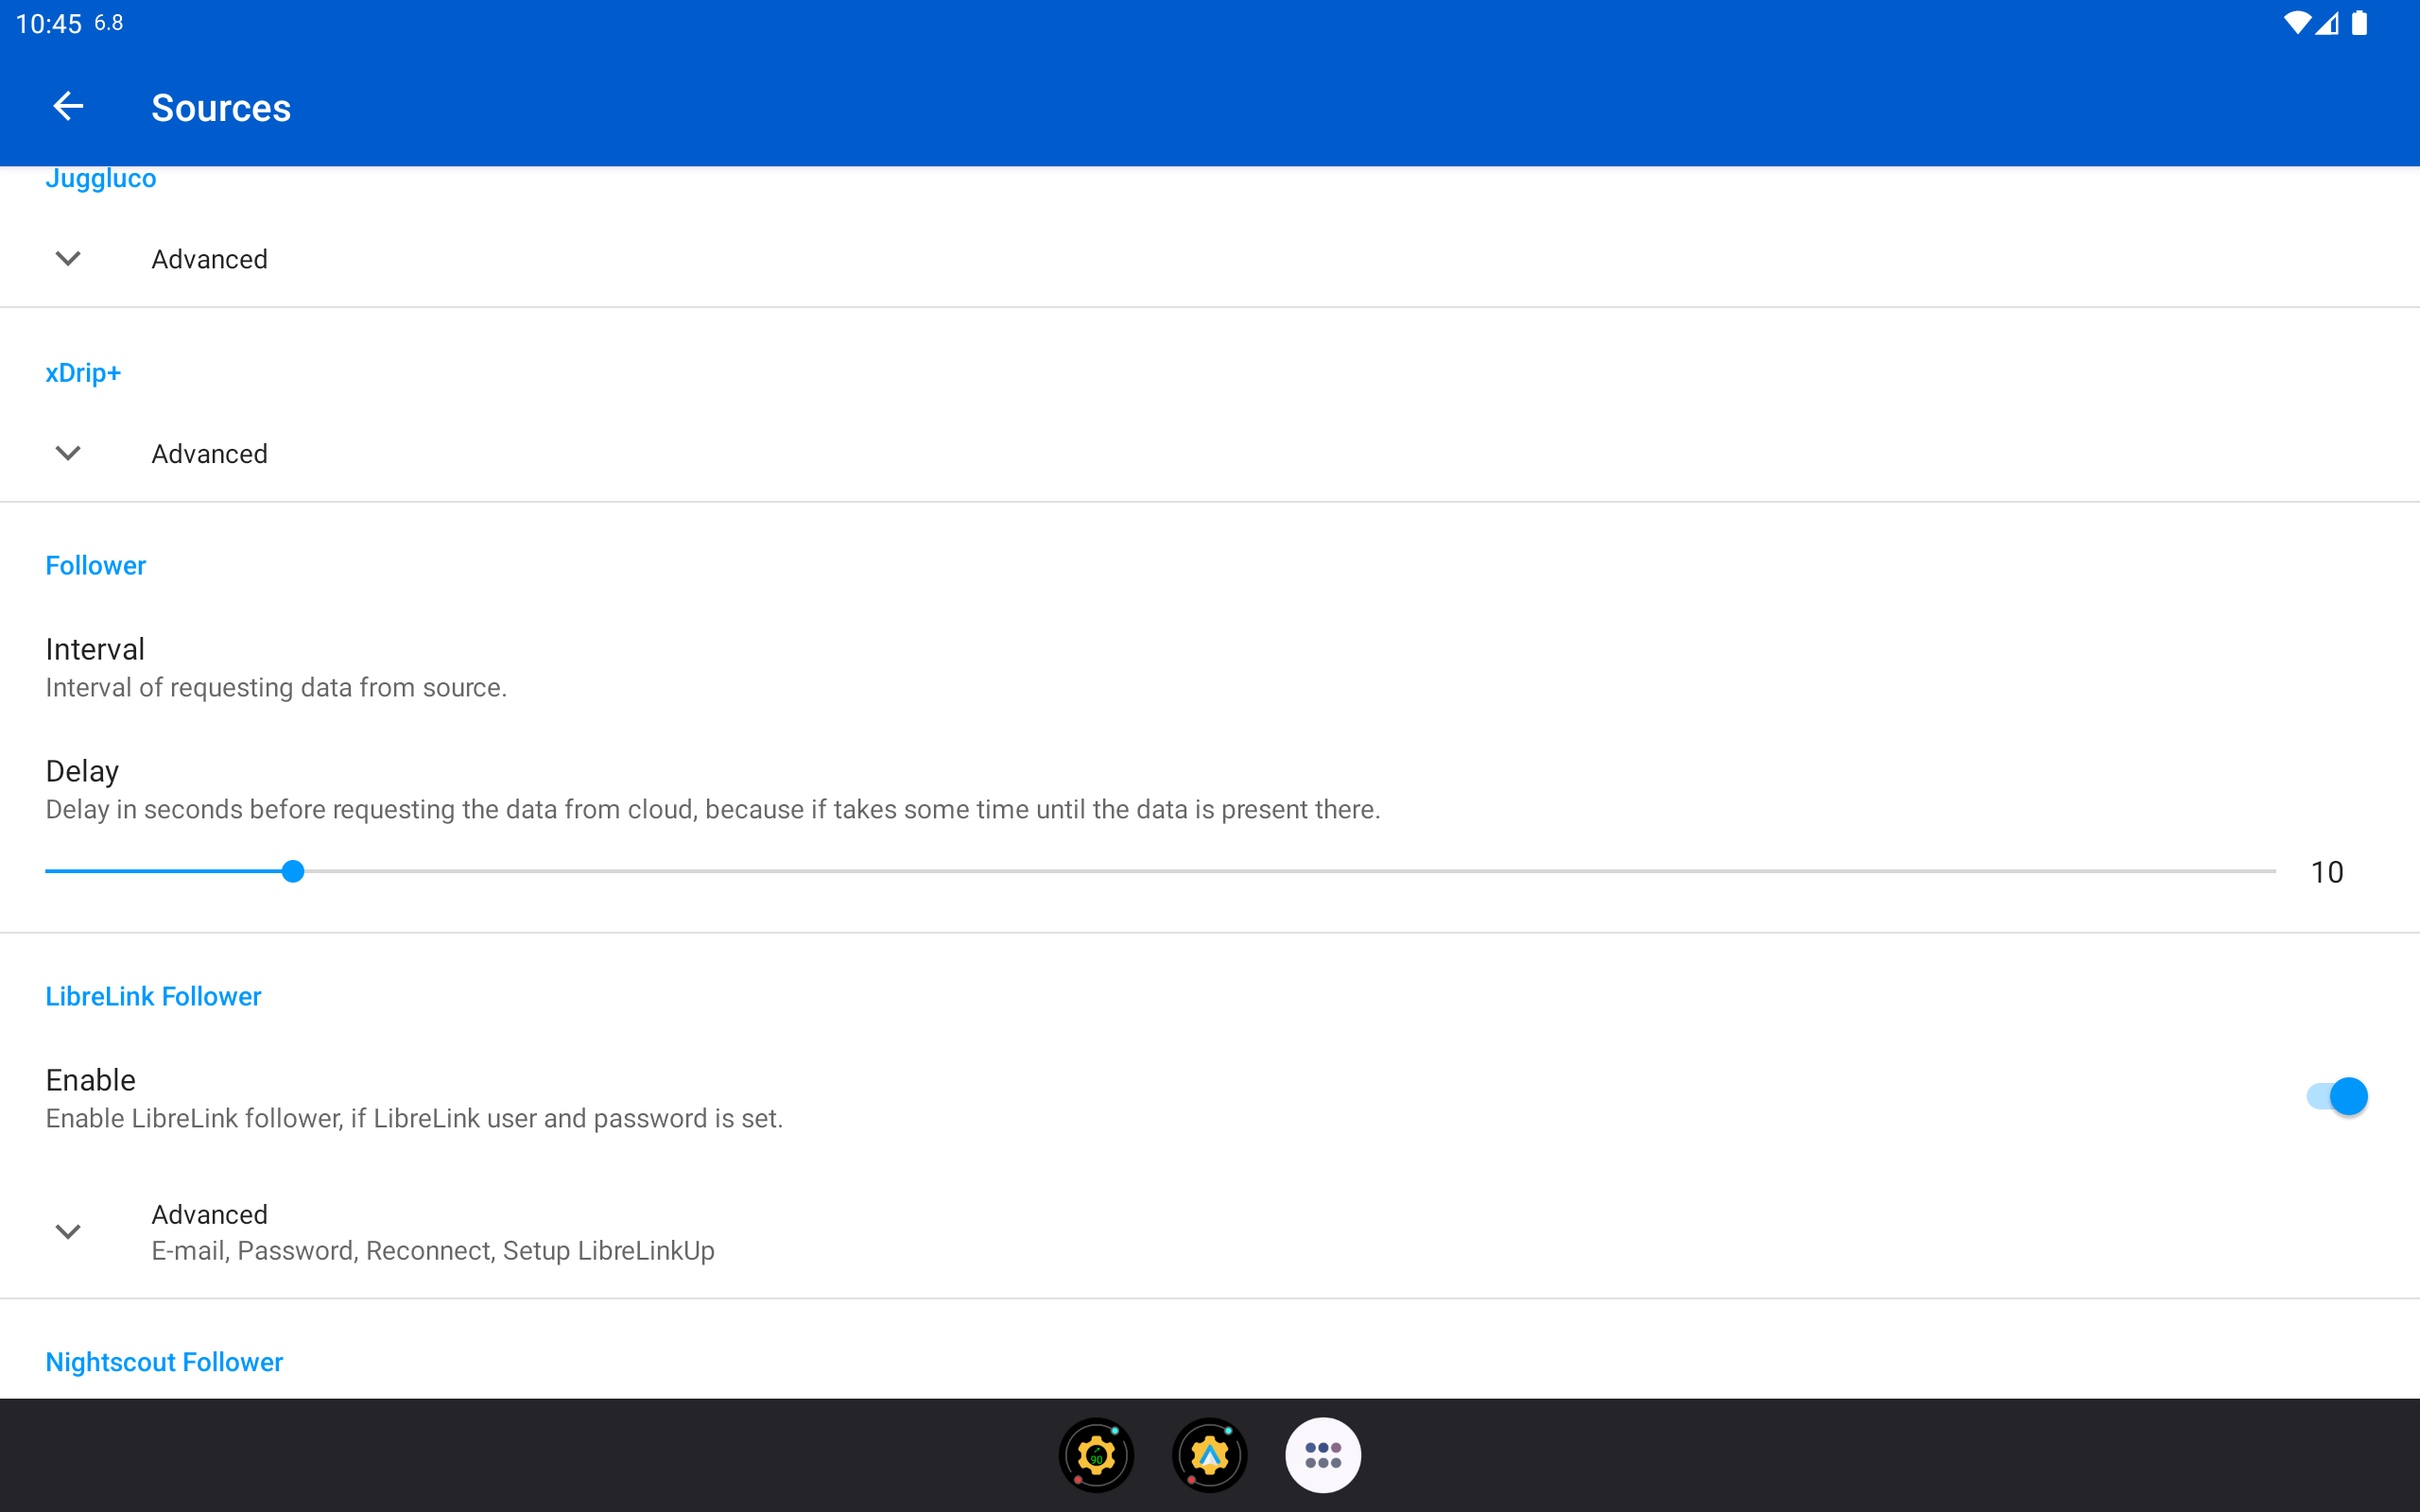 10:45 6.8
Sources
Juggluco
Advanced
xDrip+
Advanced
Follower
Interval
Interval of requesting data from source.
Delay
Delay in seconds before requesting the data from cloud, because if takes some time until the data is present there.
10
LibreLink Follower
Enable
Enable LibreLink follower, if LibreLink user and password is set.
Advanced
E-mail, Password, Reconnect, Setup LibreLinkUp
Nightscout Follower
90